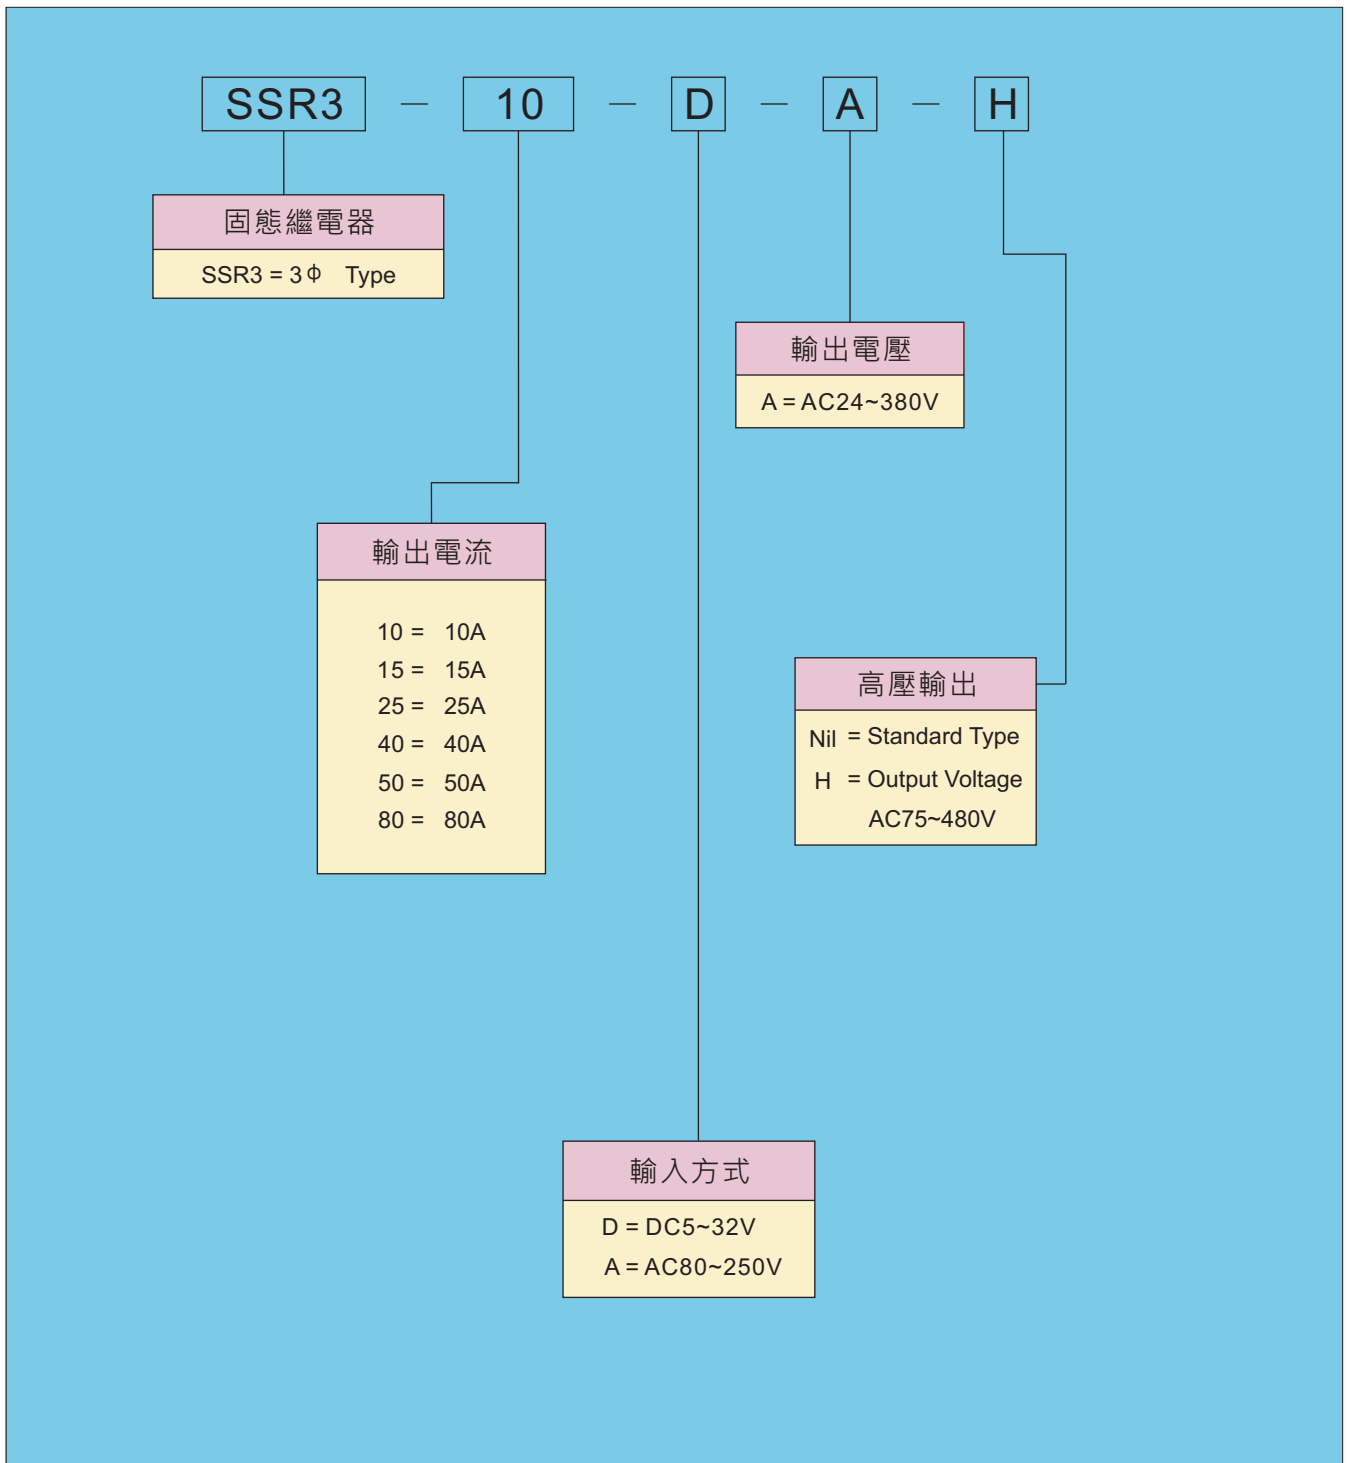 SSR3 — 10 — D — A — H
固態繼電器
SSR3 = 3ϕ Type
輸出電壓
A = AC24~380V
輸出電流
10 = 10A
15 = 15A
25 = 25A
40 = 40A
50 = 50A
80 = 80A
高壓輸出
Nil = Standard Type
H = Output Voltage
AC75~480V
輸入方式
D = DC5~32V
A = AC80~250V